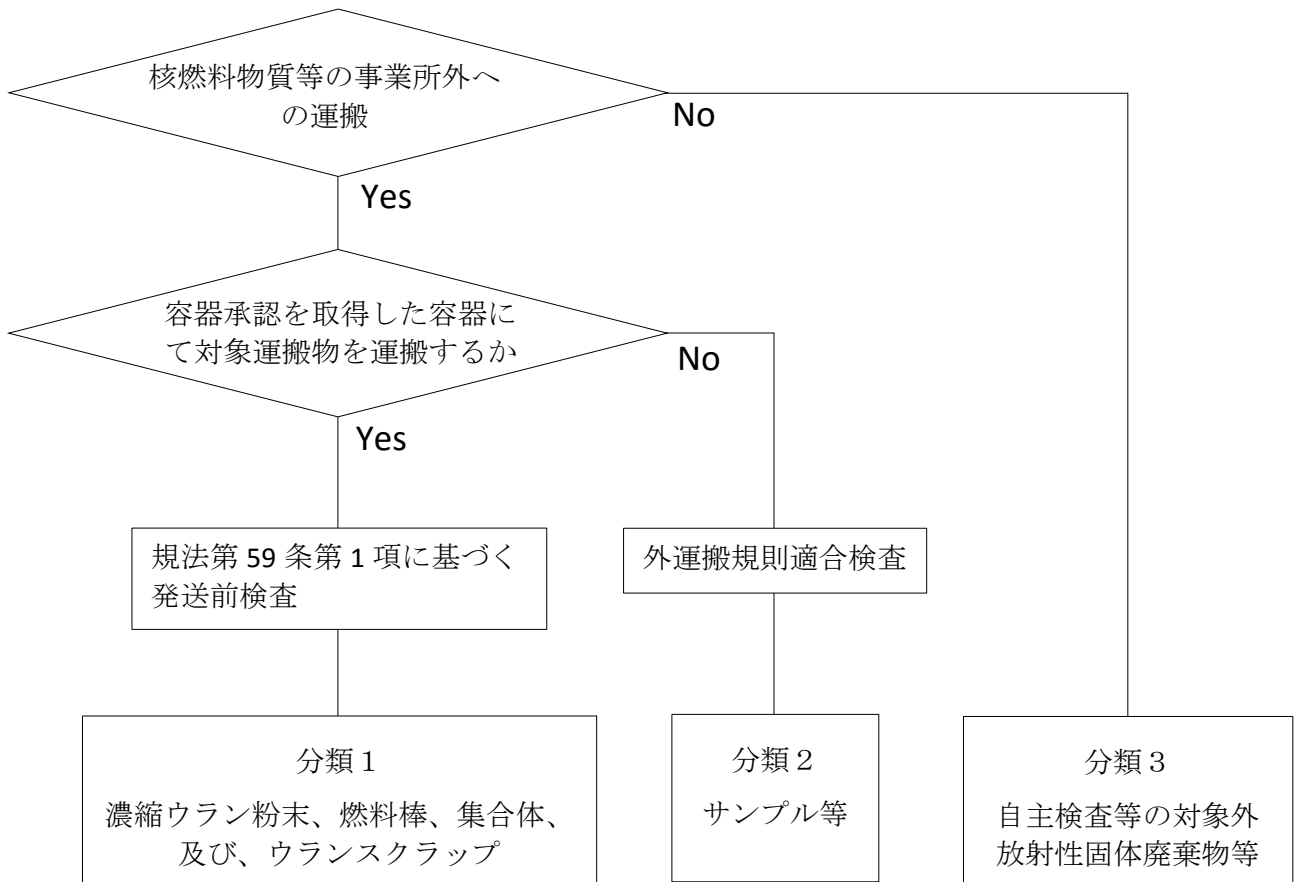 核燃料物質等の事業所外へ
の運搬
No
Yes
容器承認を取得した容器に
て対象運搬物を運搬するか
No
Yes
規法第 59 条第 1 項に基づく
発送前検査
外運搬規則適合検査
分類１
濃縮ウラン粉末、燃料棒、集合体、
及び、ウランスクラップ
分類２
サンプル等
分類３
自主検査等の対象外
放射性固体廃棄物等